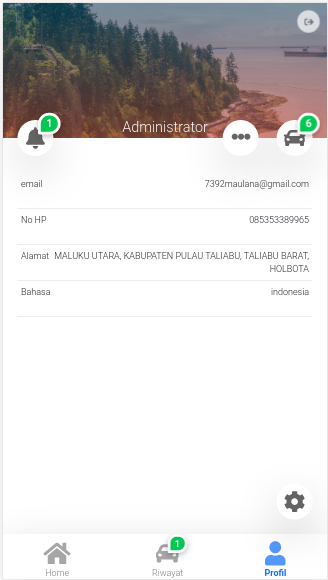 Administrator
1
6
email 7392maulana@gmail.com
No HP 085353389965
Alamat MALUKU UTARA, KABUPATEN PULAU TALIABU, TALIABU BARAT,
HOLBOTA
Bahasa indonesia
1
Home Riwayat Profil